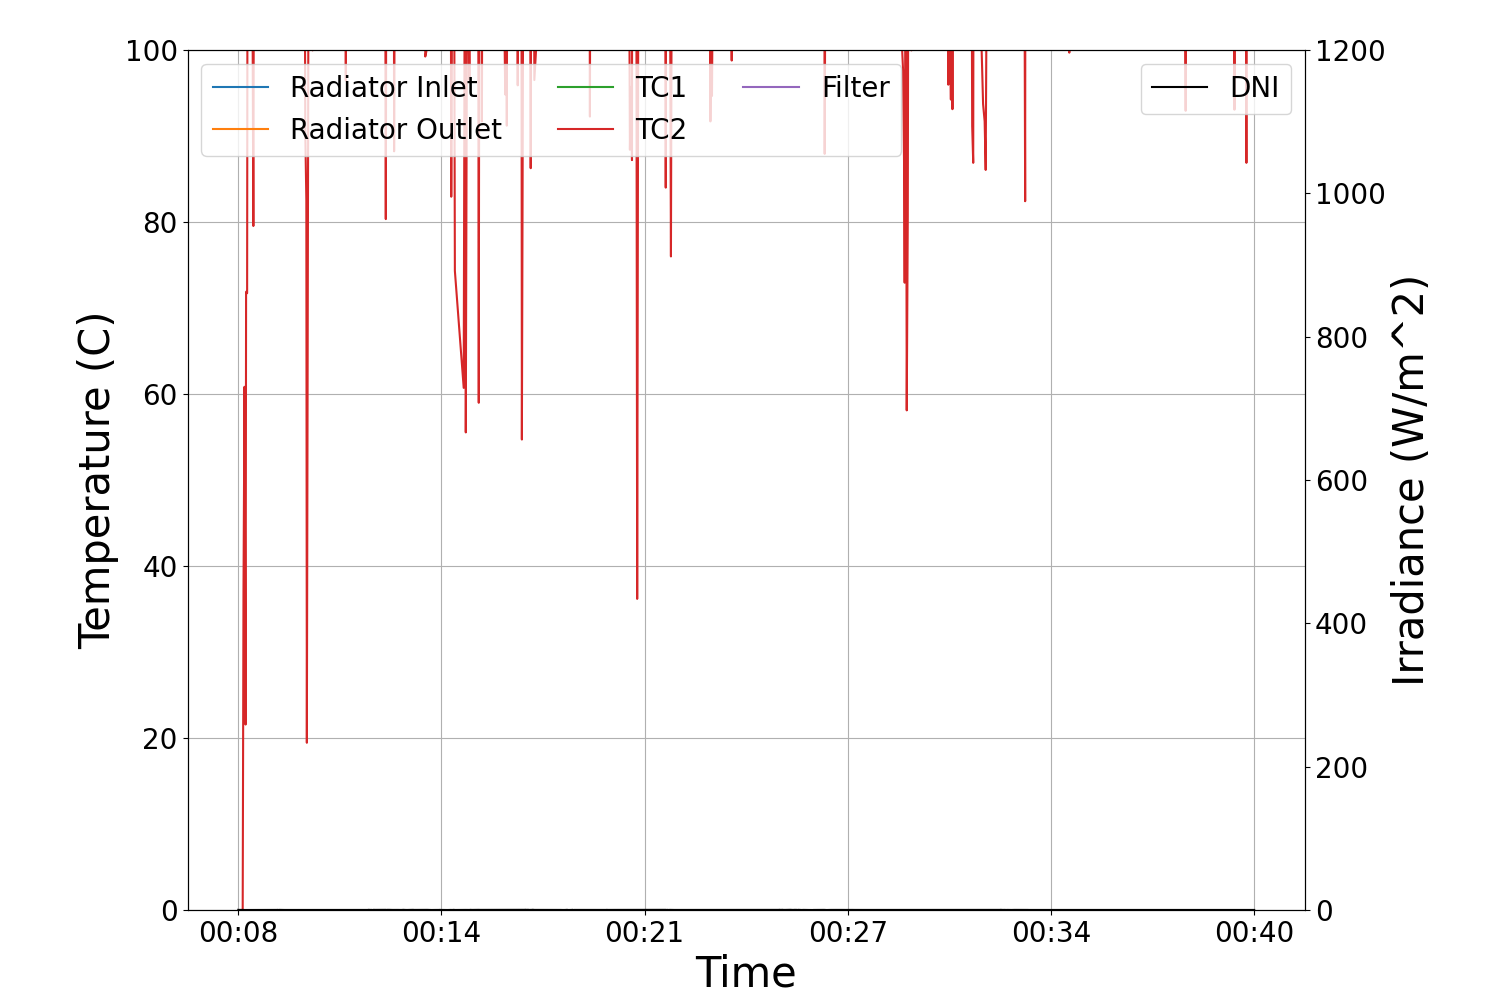 100
80
60
40
20
0
Temperature (C)
Radiator Inlet
Radiator Outlet
TC1
TC2
Filter
DNI
1200
1000
800
600
400
200
0
Irradiance (W/m^2)
00:08 00:14 00:21 00:27 00:34 00:40
Time